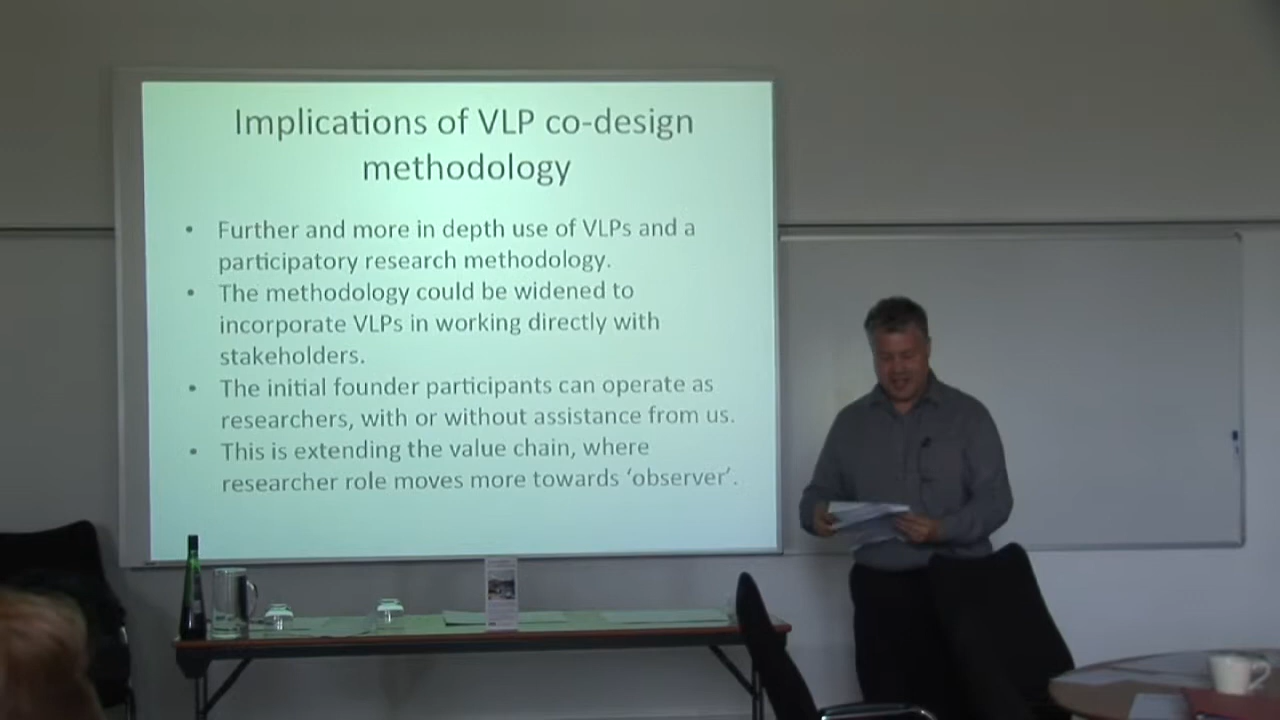 Implications of VLP co-design
methodology
• Further and more in depth use of VLPs and a
participatory research methodology.
• The methodology could be widened to
incorporate VLPs in working directly with
stakeholders.
• The initial founder participants can operate as
researchers, with or without assistance from us.
• This is extending the value chain, where
researcher role moves more towards ‘observer’.